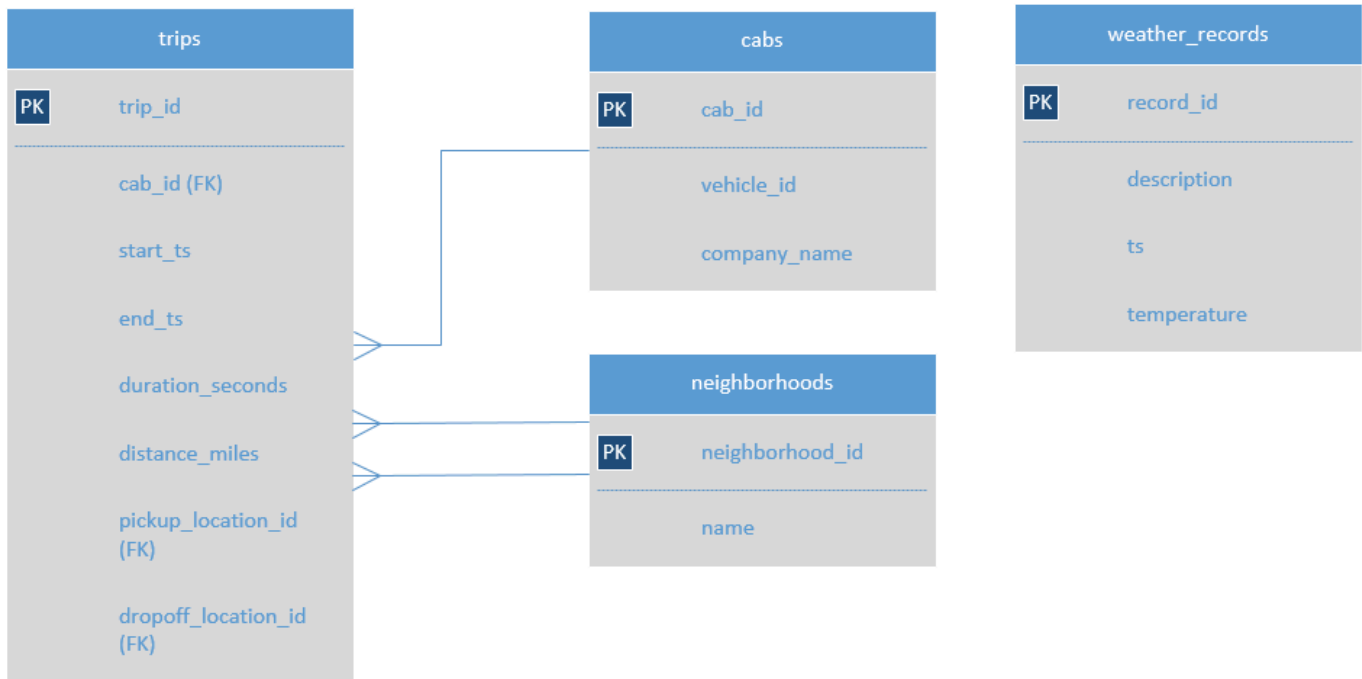 trips
PK trip_id
cab_id (FK)
start_ts
end_ts
duration_seconds
distance_miles
pickup_location_id
(FK)
dropoff_location_id
(FK)
cabs
PK cab_id
vehicle_id
company_name
neighborhoods
PK neighborhood_id
name
weather_records
PK record_id
description
ts
temperature